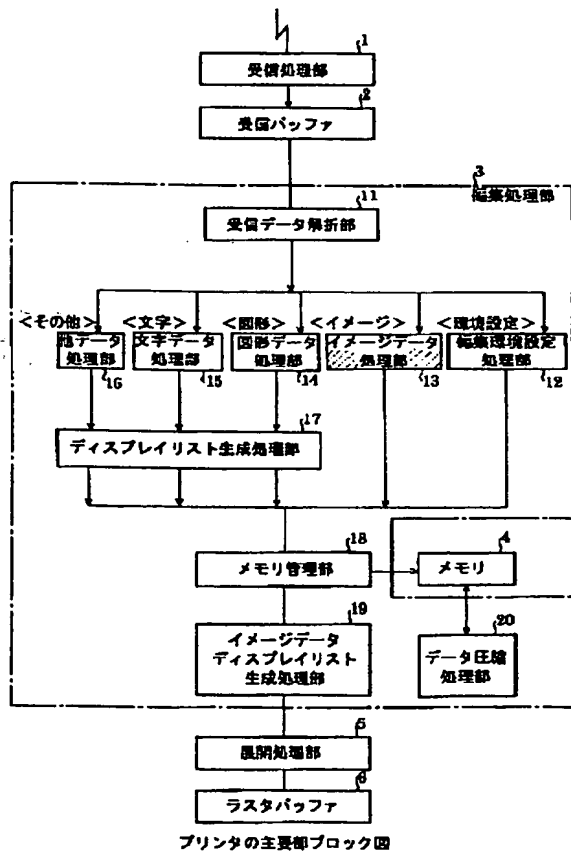 1
受信処理部
2
受信バッファ
3
編集処理部
11
受信データ解析部
<その他> <文字> <図形> <イメージ> <環境設定>
他データ 文字データ 図形データ イメージデータ 編集環境設定
処理部 処理部 処理部 処理部 処理部
16 15 14 13 12
17
ディスプレイリスト生成処理部
18
メモリ管理部
4
メモリ
19
イメージデータ
ディスプレイリスト
生成処理部
20
データ圧縮
処理部
5
展開処理部
6
ラスタバッファ
プリンタの主要部ブロック図